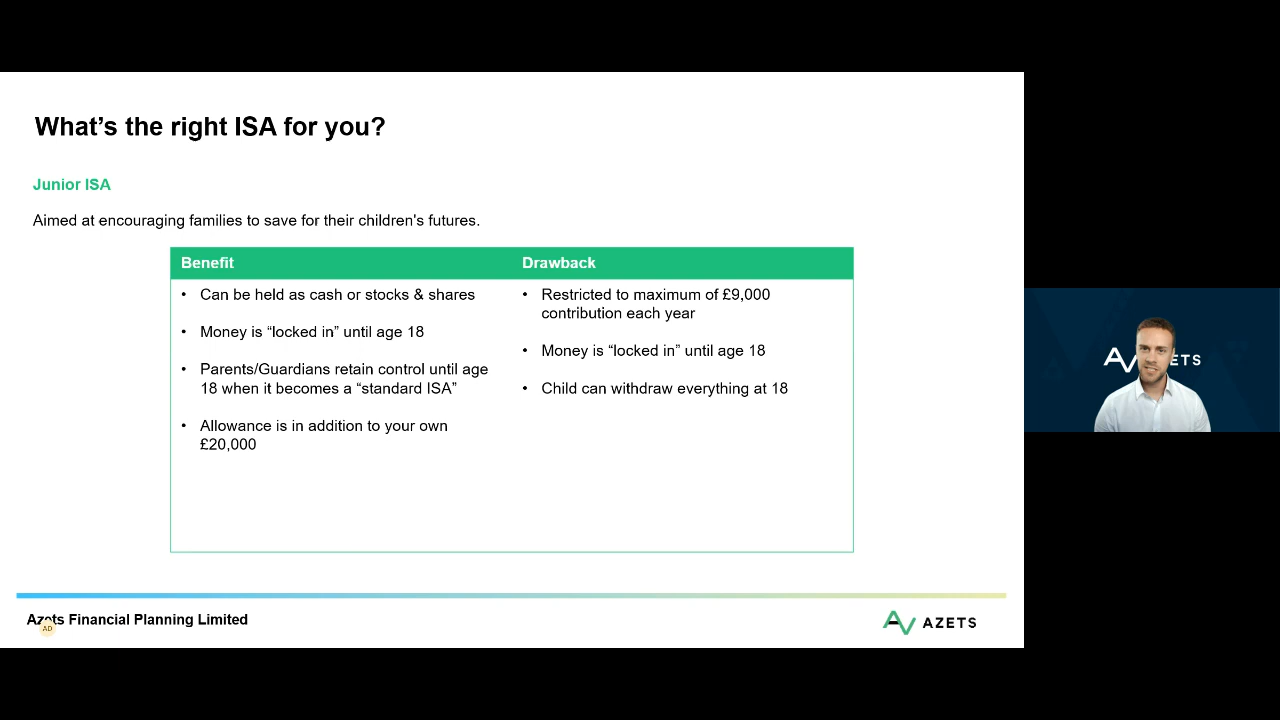 What’s the right ISA for you?
Junior ISA
Aimed at encouraging families to save for their children's futures.
Benefit
Drawback
• Can be held as cash or stocks & shares
• Money is “locked in” until age 18
• Parents/Guardians retain control until age
18 when it becomes a “standard ISA”
• Allowance is in addition to your own
£20,000
• Restricted to maximum of £9,000
contribution each year
• Money is “locked in” until age 18
• Child can withdraw everything at 18
Azets Financial Planning Limited
AD
AZETS
ETS